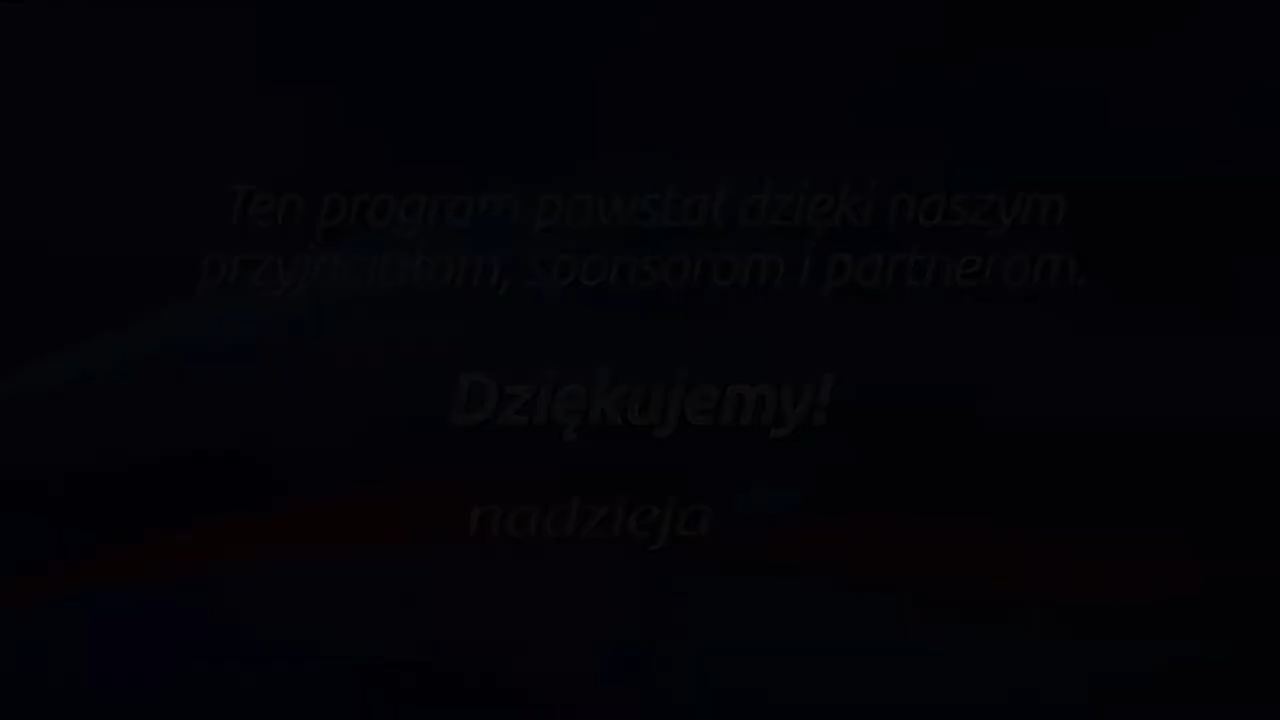 Ten program powstał dzięki naszym
przyjaciołom, sponsorom i partnerom.
Dziękujemy!
nadzieja